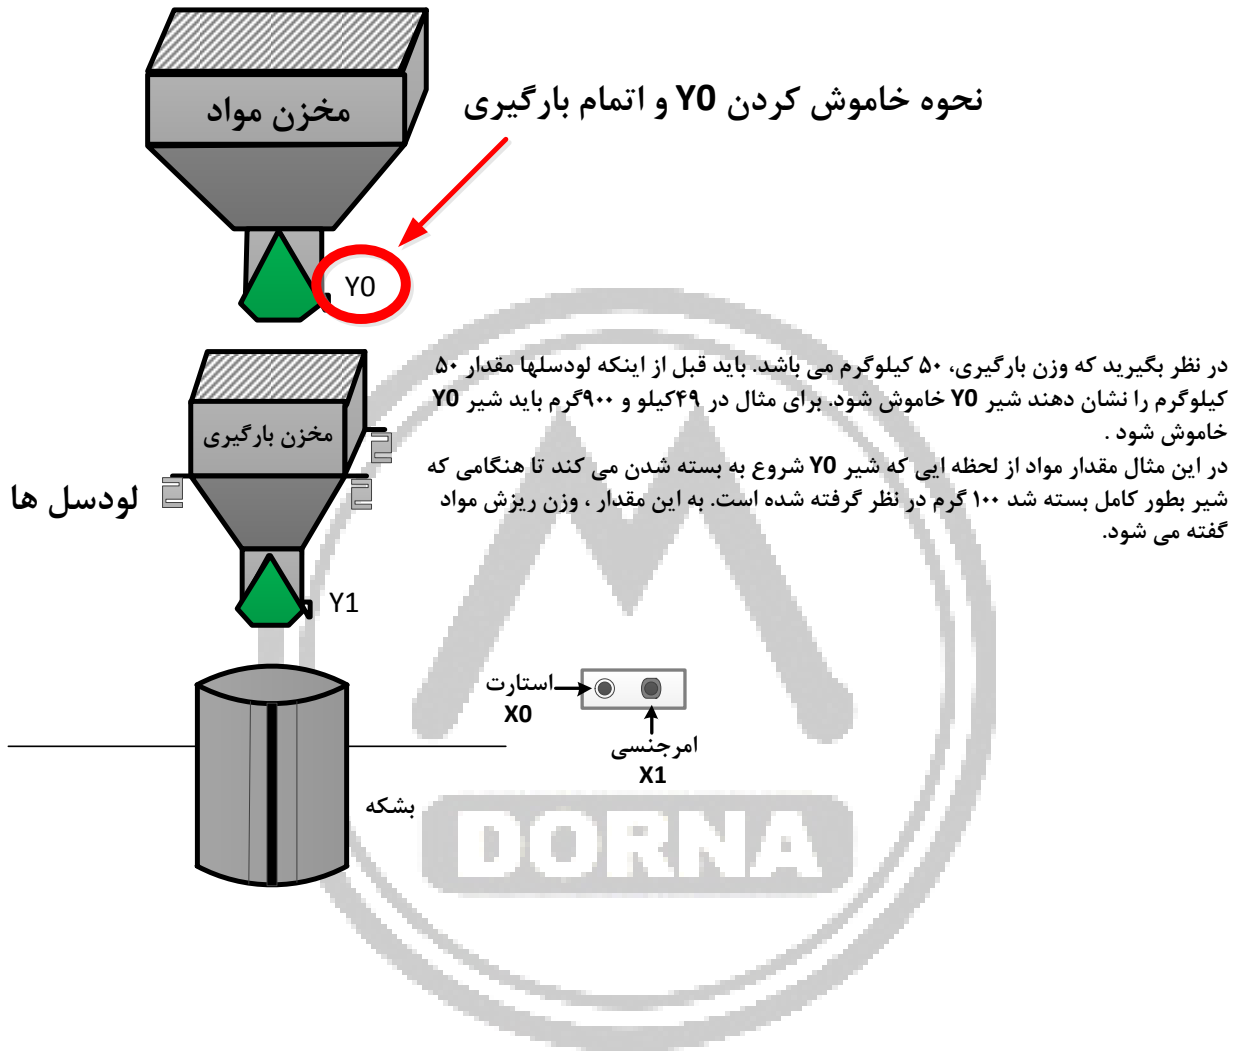 مخزن مواد
نحوه خاموش کردن Y0 و اتمام بارگیری
Y0
در نظر بگیرید که وزن بارگیری، ۵۰ کیلوگرم می باشد. باید قبل از اینکه لودسلها مقدار ۵۰
کیلوگرم را نشان دهند شیر Y0 خاموش شود. برای مثال در ۴۹کیلو و ۹۰۰گرم باید شیر Y0
خاموش شود .
در این مثال مقدار مواد از لحظه ایی که شیر Y0 شروع به بسته شدن می کند تا هنگامی که
شیر بطور کامل بسته شد ۱۰۰ گرم در نظر گرفته شده است. به این مقدار ، وزن ریزش مواد
گفته می شود.
مخزن بارگیری
لودسل ها
Y1
استارت
X0
امرجنسی
X1
بشکه
DORNA